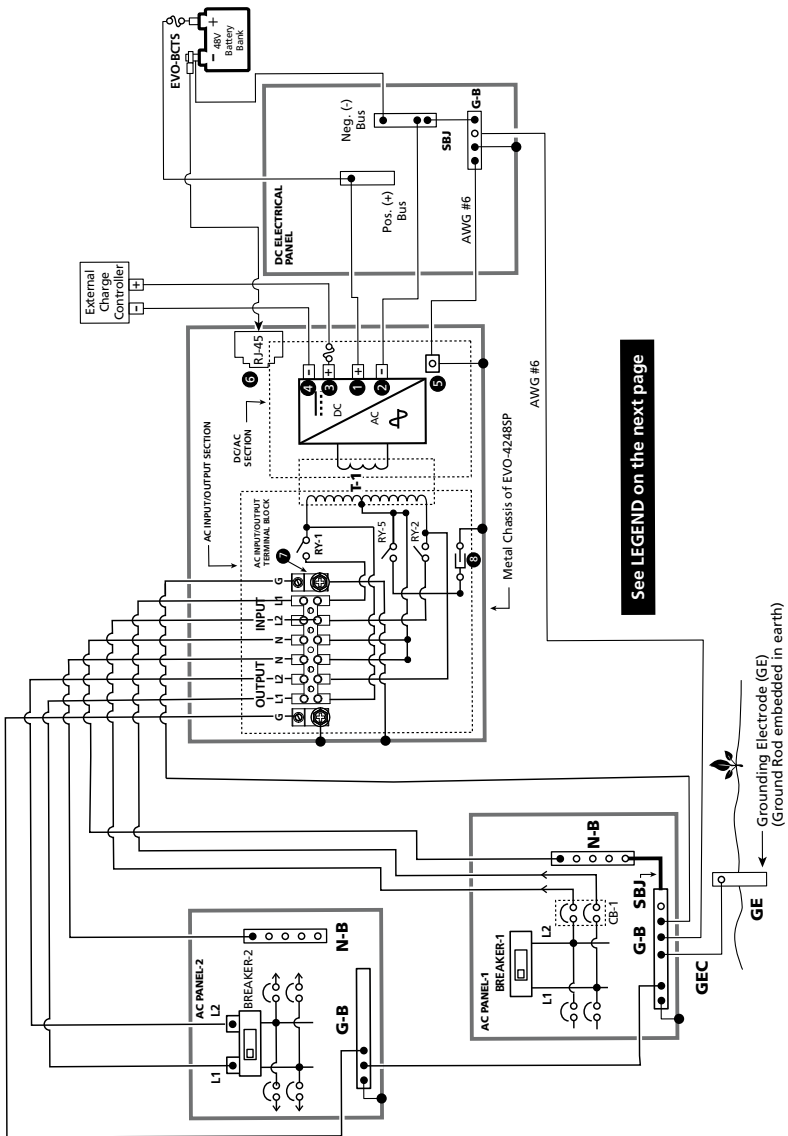 EVO-BCTS
+
-
48V
Battery
Bank
External
Charge
Controller
-
+
DC ELECTRICAL
PANEL
Pos. (+)
Bus
Neg. (-)
Bus
SBJ
G-B
AWG #6
AWG #6
AC INPUT/OUTPUT SECTION
DC/AC
SECTION
AC INPUT/OUTPUT
TERMINAL BLOCK
6
RJ-45
4
-
3
+
1
+
2
-
5
DC
AC
T-1
RY-1
RY-5
RY-2
7
8
INPUT
G
L1
L2
N
OUTPUT
N
L2
L1
G
Metal Chassis of EVO-4248SP
AC PANEL-2
BREAKER-2
L1
L2
N-B
G-B
AC PANEL-1
BREAKER-1
L1
L2
CB-1
N-B
SBJ
G-B
GEC
GE
Grounding Electrode (GE)
(Ground Rod embedded in earth)
See LEGEND on the next page